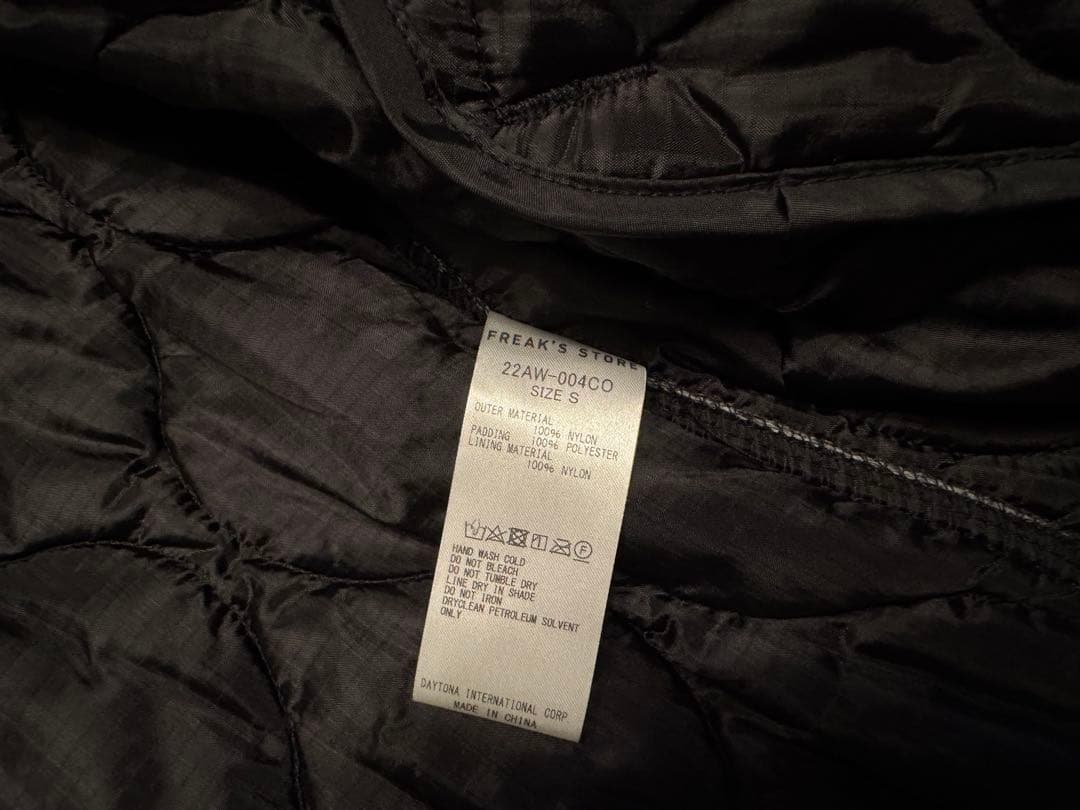 FREAK'S STORE
22AW-004CO
SIZE S
OUTER MATERIAL
100% NYLON
PADDING 100% POLYESTER
LINING MATERIAL
100% NYLON
F
HAND WASH COLD
DO NOT BLEACH
DO NOT TUMBLE DRY
LINE DRY IN SHADE
DO NOT IRON
DRYCLEAN PETROLEUM SOLVENT
ONLY
DAYTONA INTERNATIONAL CORP
MADE IN CHINA